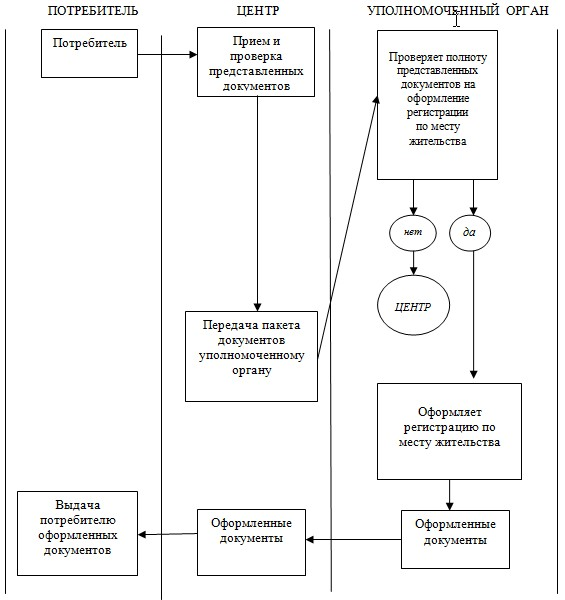 ПОТРЕБИТЕЛЬ
ЦЕНТР
УПОЛНОМОЧЕННЫЙ ОРГАН
Потребитель
Прием и
проверка
представленных
документов
Проверяет полноту
представленных
документов на
оформление
регистрации
по месту
жительства
нет
да
ЦЕНТР
Передача пакета
документов
уполномоченному
органу
Оформляет
регистрацию по
месту жительства
Выдача
потребителю
оформленных
документов
Оформленные
документы
Оформленные
документы